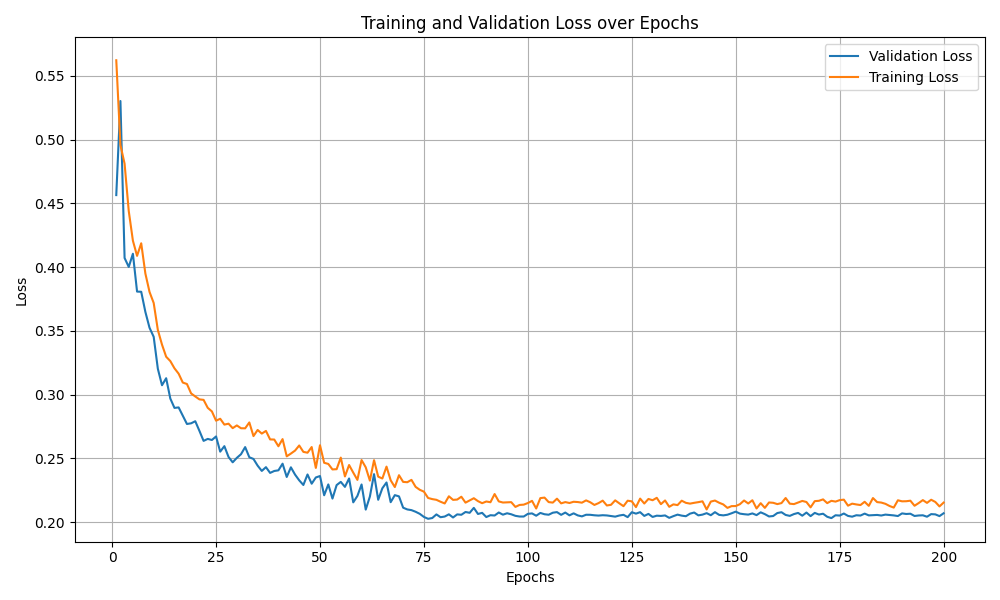 Training and Validation Loss over Epochs
Validation Loss
Training Loss
0.55
0.50
0.45
0.40
0.35
0.30
0.25
0.20
Loss
0 25 50 75 100 125 150 175 200
Epochs